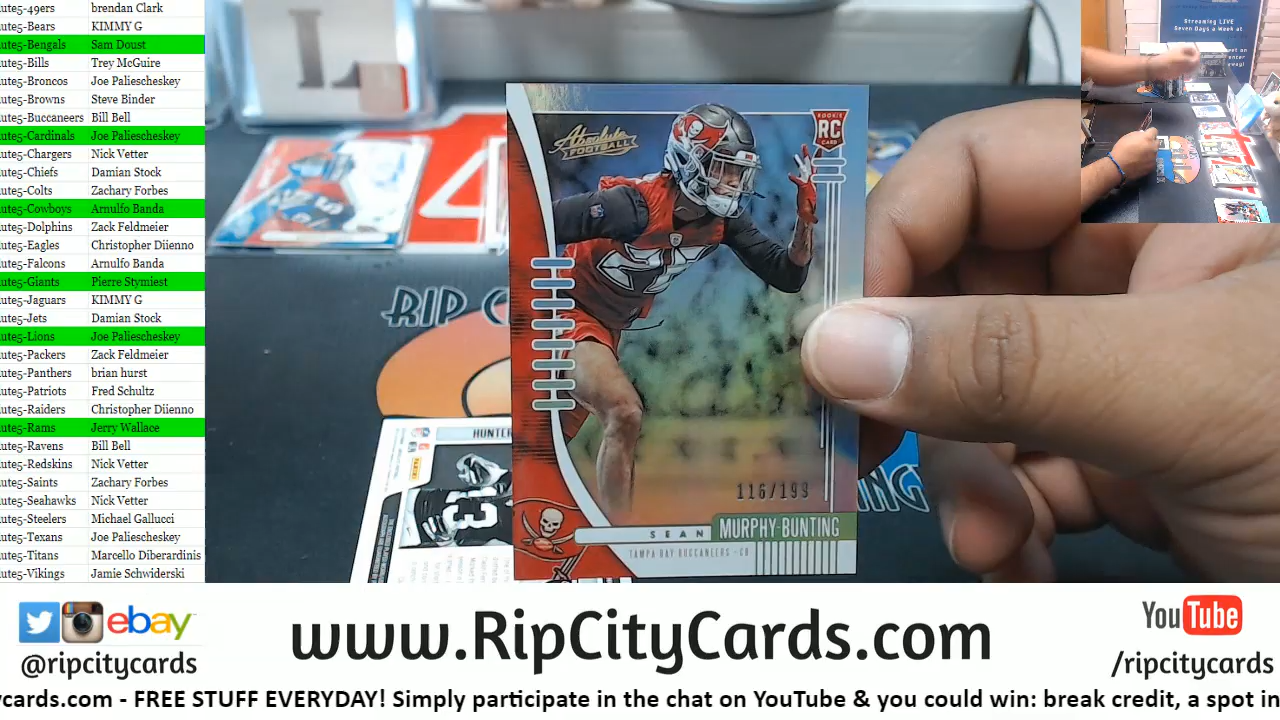 ute5-49ers brendan Clark
ute5-Bears KIMMY G
ute5-Bengals Sam Doust
ute5-Bills Trey McGuire
ute5-Broncos Joe Paliescheskey
ute5-Browns Steve Binder
ute5-Buccaneers Bill Bell
ute5-Cardinals Joe Paliescheskey
ute5-Chargers Nick Vetter
ute5-Chiefs Damian Stock
ute5-Colts Zachary Forbes
ute5-Cowboys Arnulfo Banda
ute5-Dolphins Zack Feldmeier
ute5-Eagles Christopher Diienno
ute5-Falcons Arnulfo Banda
ute5-Giants Pierre Stymiest
ute5-Jaguars KIMMY G
ute5-Jets Damian Stock
ute5-Lions Joe Paliescheskey
ute5-Packers Zack Feldmeier
ute5-Panthers brian hurst
ute5-Patriots Fred Schultz
ute5-Raiders Christopher Diienno
ute5-Rams Jerry Wallace
ute5-Ravens Bill Bell
ute5-Redskins Nick Vetter
ute5-Saints Zachary Forbes
ute5-Seahawks Nick Vetter
ute5-Steelers Michael Gallucci
ute5-Texans Joe Paliescheskey
ute5-Titans Marcello Diberardinis
ute5-Vikings Jamie Schwiderski
Streaming LIVE
Seven Days a Week at
Absolute
FOOTBALL
ROOKIE
RC
CARD
26
RIP C
HUNTER
13
116/199
SEAN MURPHY-BUNTING
TAMPA BAY BUCCANEERS - CB
ING
ebay
@ripcitycards
www.RipCityCards.com
YouTube
/ripcitycards
ycards.com - FREE STUFF EVERYDAY! Simply participate in the chat on YouTube & you could win: break credit, a spot in